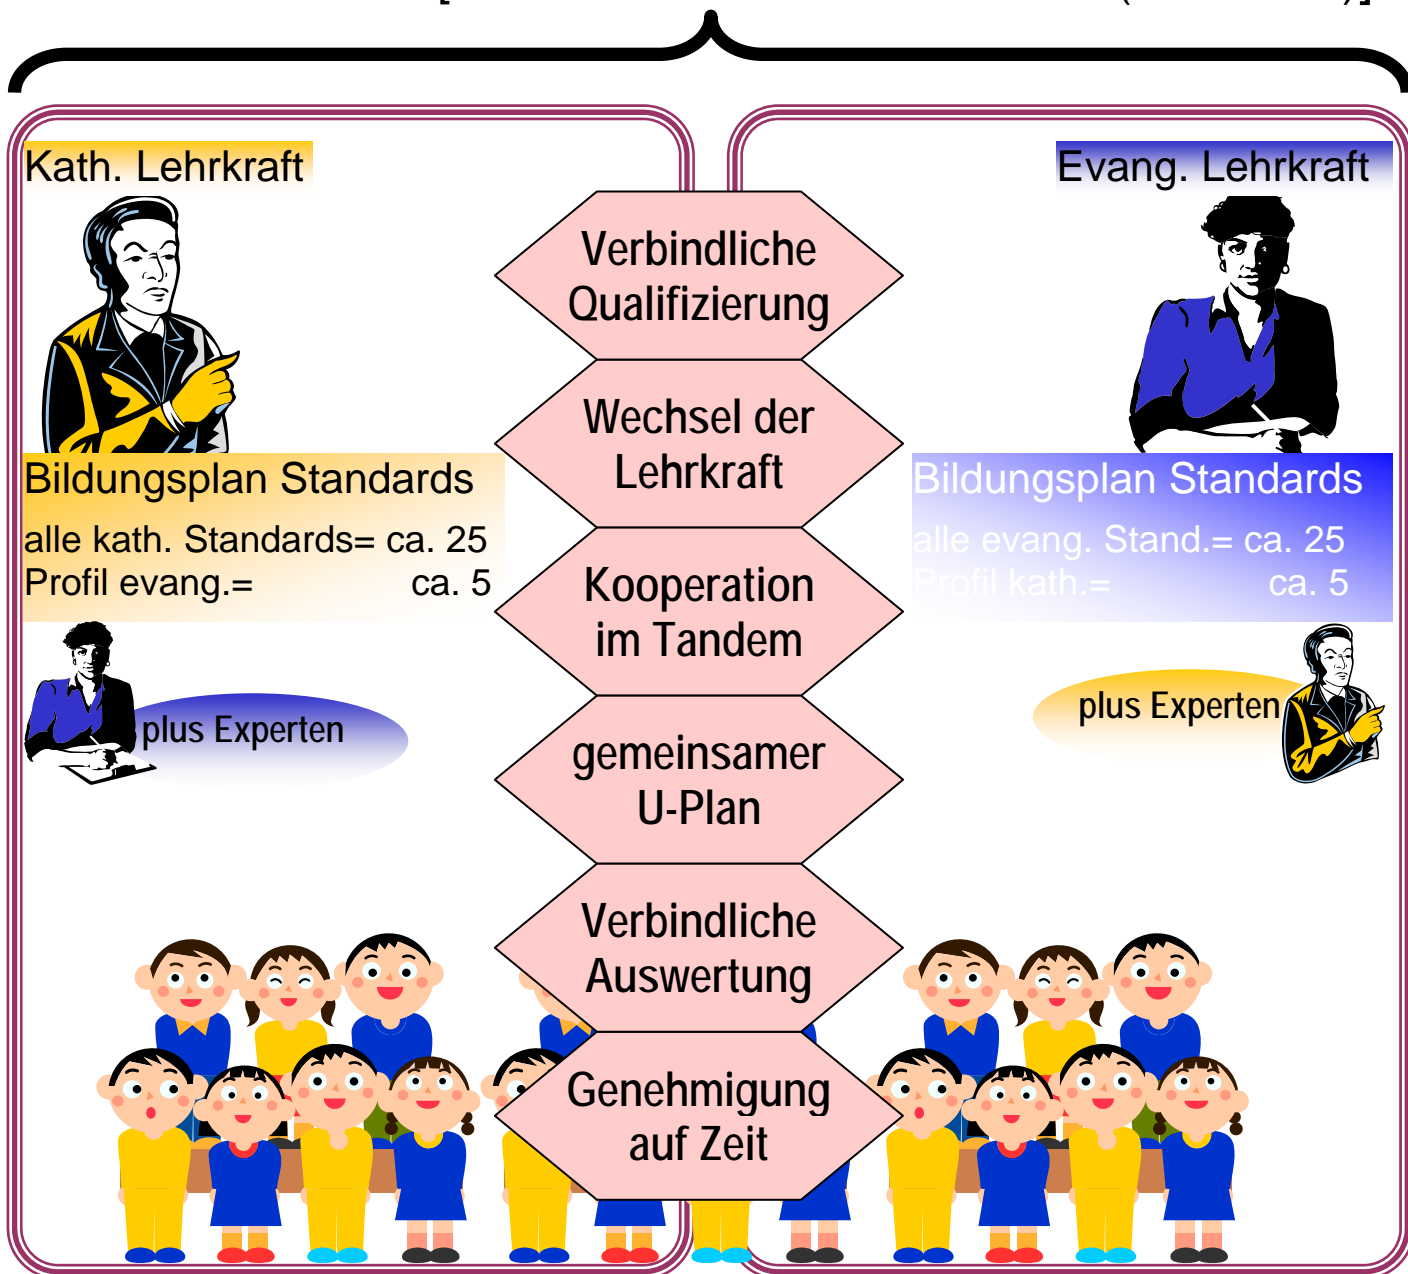 Kath. Lehrkraft
Evang. Lehrkraft
Verbindliche
Qualifizierung
Wechsel der
Lehrkraft
Bildungsplan Standards
alle kath. Standards= ca. 25
Profil evang.= ca. 5
Bildungsplan Standards
alle evang. Stand.= ca. 25
Profil kath.= ca. 5
Kooperation
im Tandem
plus Experten
plus Experten
gemeinsamer
U-Plan
Verbindliche
Auswertung
Genehmigung
auf Zeit